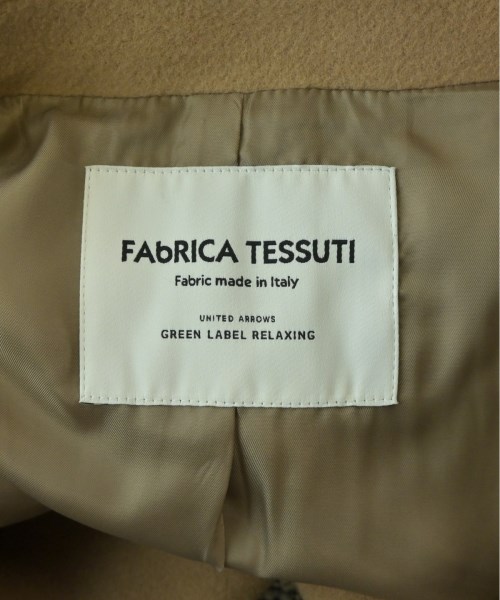 FAbRICA TESSUTI
Fabric made in Italy
UNITED ARROWS
GREEN LABEL RELAXING